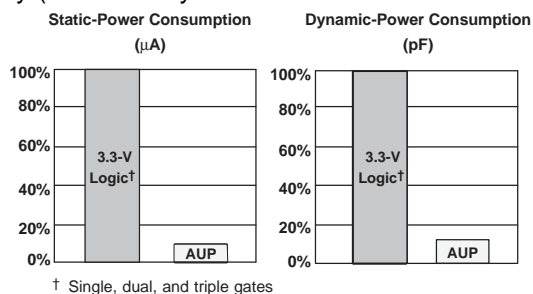 Static-Power Consumption
(µA)
100%
80%
60%
40%
20%
0%
3.3-V
Logic†
AUP
Dynamic-Power Consumption
(pF)
100%
80%
60%
40%
20%
0%
3.3-V
Logic†
AUP
† Single, dual, and triple gates